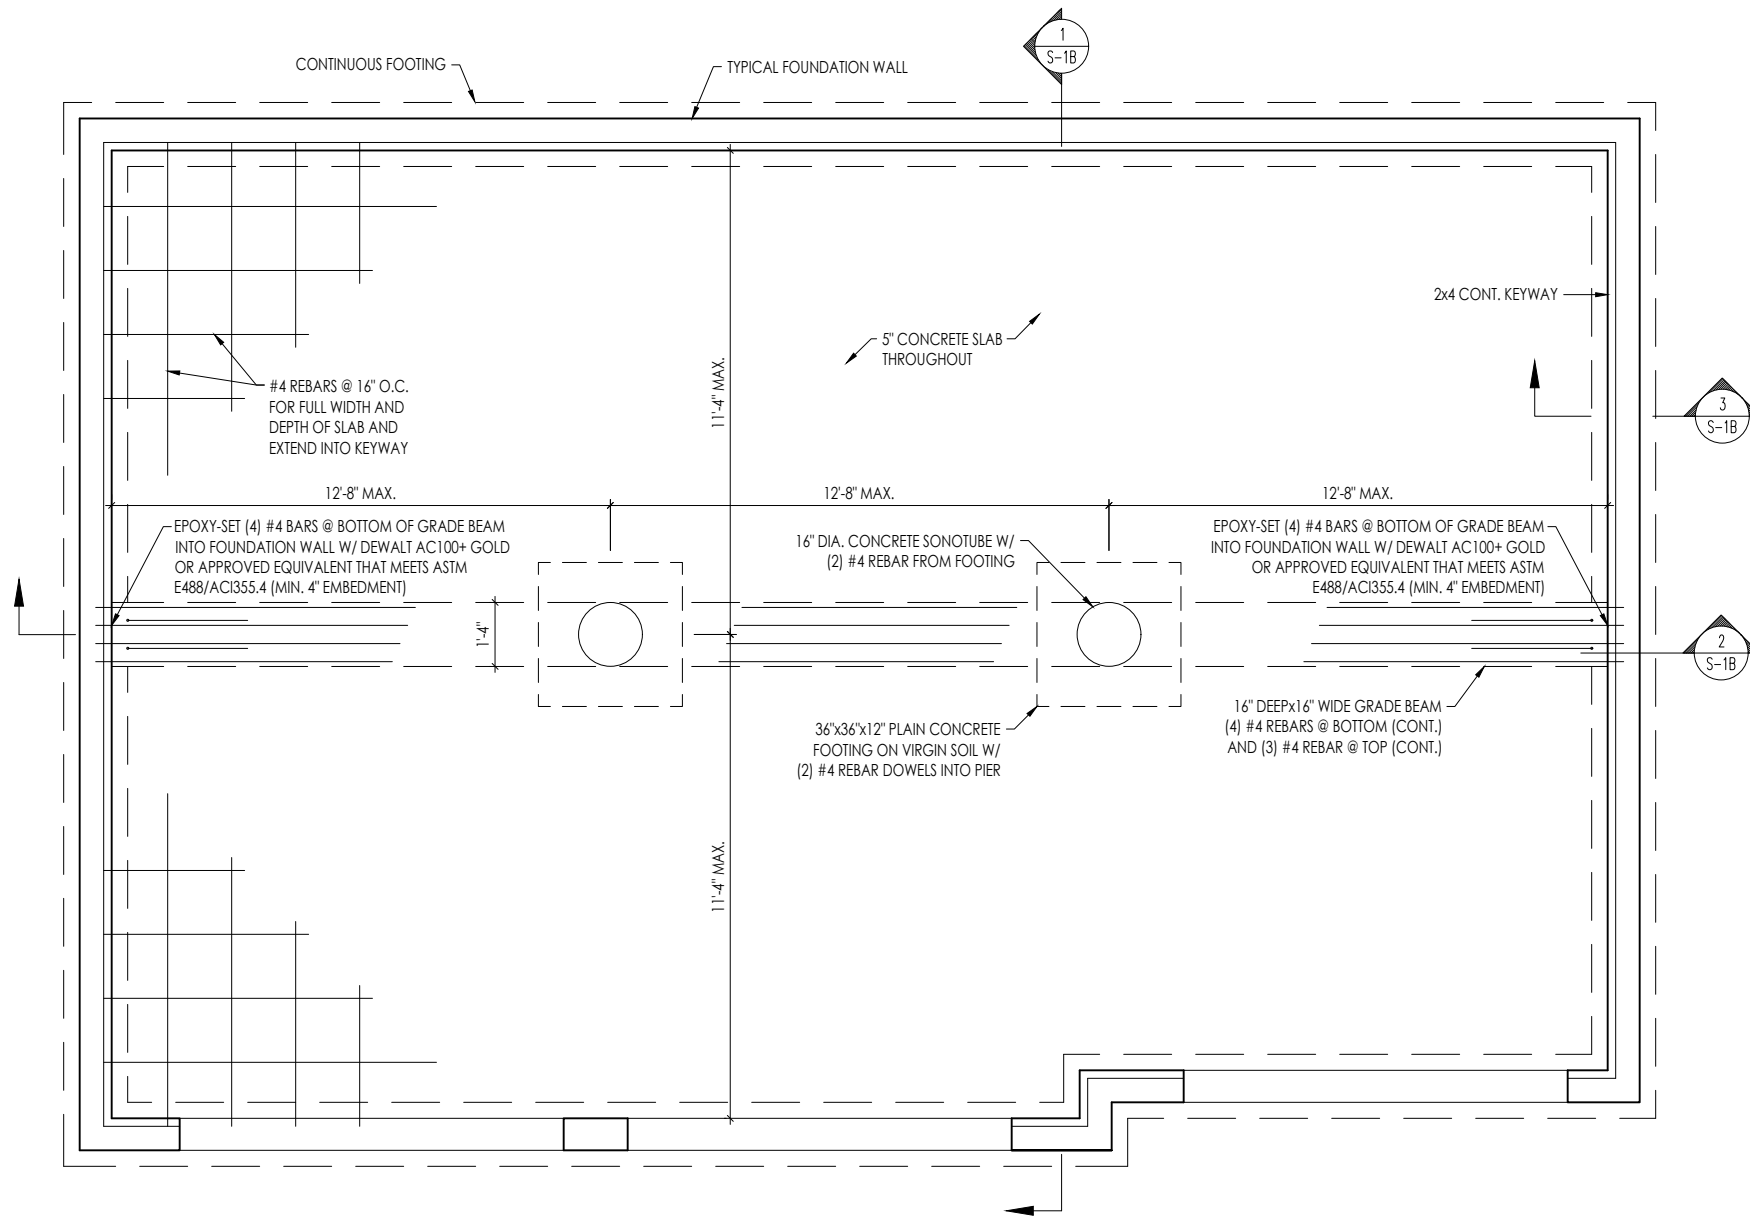 1
S-1B
CONTINUOUS FOOTING
TYPICAL FOUNDATION WALL
2x4 CONT. KEYWAY
5" CONCRETE SLAB
THROUGHOUT
11'-4" MAX.
#4 REBARS @ 16" O.C.
FOR FULL WIDTH AND
DEPTH OF SLAB AND
EXTEND INTO KEYWAY
3
S-1B
12'-8" MAX.
12'-8" MAX.
12'-8" MAX.
EPOXY-SET (4) #4 BARS @ BOTTOM OF GRADE BEAM
INTO FOUNDATION WALL W/ DEWALT AC100+ GOLD
OR APPROVED EQUIVALENT THAT MEETS ASTM
E488/ACI355.4 (MIN. 4" EMBEDMENT)
16" DIA. CONCRETE SONOTUBE W/
(2) #4 REBAR FROM FOOTING
EPOXY-SET (4) #4 BARS @ BOTTOM OF GRADE BEAM
INTO FOUNDATION WALL W/ DEWALT AC100+ GOLD
OR APPROVED EQUIVALENT THAT MEETS ASTM
E488/ACI355.4 (MIN. 4" EMBEDMENT)
1'-4"
2
S-1B
36"x36"x12" PLAIN CONCRETE
FOOTING ON VIRGIN SOIL W/
(2) #4 REBAR DOWELS INTO PIER
16" DEEPx16" WIDE GRADE BEAM
(4) #4 REBARS @ BOTTOM (CONT.)
AND (3) #4 REBAR @ TOP (CONT.)
11'-4" MAX.